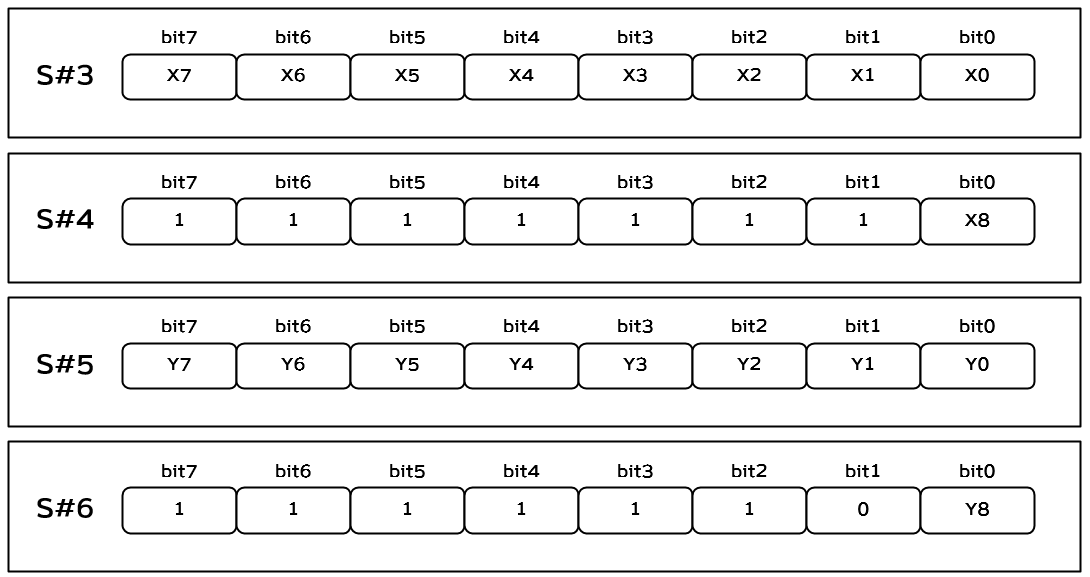 bit7 bit6 bit5 bit4 bit3 bit2 bit1 bit0
S#3 X7 X6 X5 X4 X3 X2 X1 X0
bit7 bit6 bit5 bit4 bit3 bit2 bit1 bit0
S#4 1 1 1 1 1 1 1 X8
bit7 bit6 bit5 bit4 bit3 bit2 bit1 bit0
S#5 Y7 Y6 Y5 Y4 Y3 Y2 Y1 Y0
bit7 bit6 bit5 bit4 bit3 bit2 bit1 bit0
S#6 1 1 1 1 1 1 0 Y8